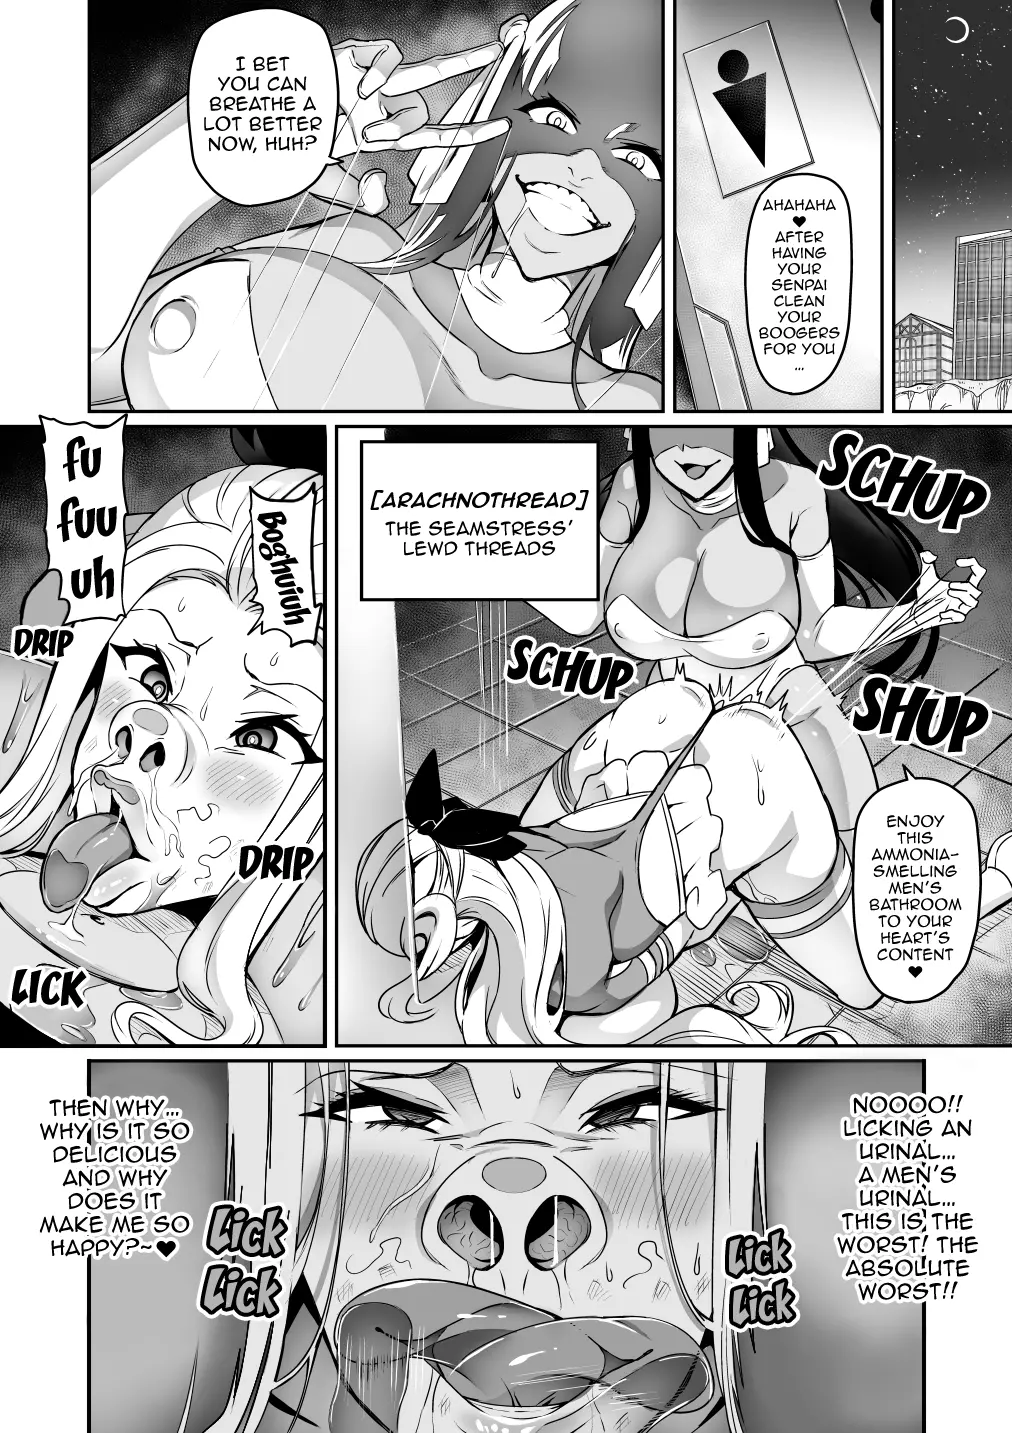 AHAHAHA
♥
AFTER
HAVING
YOUR
SENPAI
CLEAN
YOUR
BOOGERS
FOR YOU
...
I BET
YOU CAN
BREATHE A
LOT BETTER
NOW, HUH?
SCHUP
[ARACHNOTHREAD]
THE SEAMSTRESS'
LEWD THREADS
SCHUP
SHUP
ENJOY
THIS
AMMONIA-
SMELLING
MEN'S
BATHROOM
TO YOUR
HEART'S
CONTENT
♥
Boghuiuh
fu
fuu
uh
DRIP
DRIP
LICK
NOOOO!!
LICKING AN
URINAL...
A MEN'S
URINAL...
THIS IS THE
WORST! THE
ABSOLUTE
WORST!!
Lick
Lick
Lick
Lick
THEN WHY...
WHY IS IT SO
DELICIOUS
AND WHY
DOES IT
MAKE ME SO
HAPPY?~♥